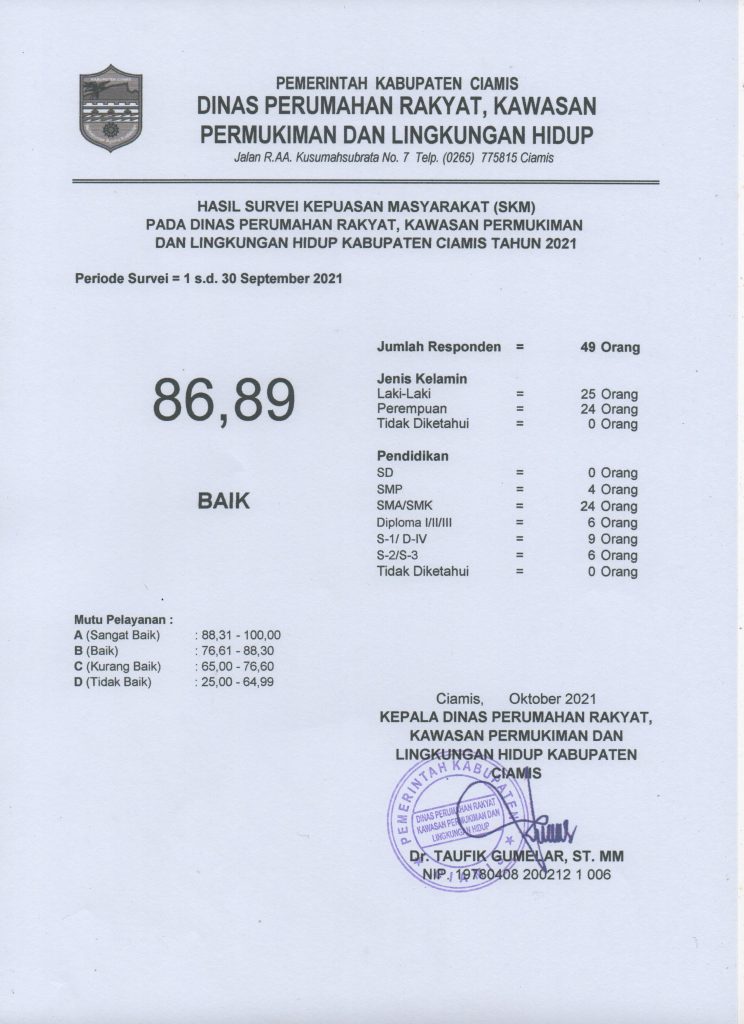 PEMERINTAH KABUPATEN CIAMIS
DINAS PERUMAHAN RAKYAT, KAWASAN
PERMUKIMAN DAN LINGKUNGAN HIDUP
Jalan R.AA. Kusumahsubrata No. 7 Telp. (0265) 775815 Ciamis
HASIL SURVEI KEPUASAN MASYARAKAT (SKM)
PADA DINAS PERUMAHAN RAKYAT, KAWASAN PERMUKIMAN
DAN LINGKUNGAN HIDUP KABUPATEN CIAMIS TAHUN 2021
Periode Survei = 1 s.d. 30 September 2021
86,89
BAIK
Jumlah Responden = 49 Orang
Jenis Kelamin
Laki-Laki = 25 Orang
Perempuan = 24 Orang
Tidak Diketahui = 0 Orang
Pendidikan
SD = 0 Orang
SMP = 4 Orang
SMA/SMK = 24 Orang
Diploma I/II/III = 6 Orang
S-1/ D-IV = 9 Orang
S-2/S-3 = 6 Orang
Tidak Diketahui = 0 Orang
Mutu Pelayanan :
A (Sangat Baik) : 88,31 - 100,00
B (Baik) : 76,61 - 88,30
C (Kurang Baik) : 65,00 - 76,60
D (Tidak Baik) : 25,00 - 64,99
Ciamis, Oktober 2021
KEPALA DINAS PERUMAHAN RAKYAT,
KAWASAN PERMUKIMAN DAN
LINGKUNGAN HIDUP KABUPATEN
CIAMIS
PEMERINTAH KABUPATEN
DINAS PERUMAHAN RAKYAT
KAWASAN PERMUKIMAN DAN
LINGKUNGAN HIDUP
CIAMIS
Dr. TAUFIK GUMELAR, ST. MM
NIP. 19780408 200212 1 006